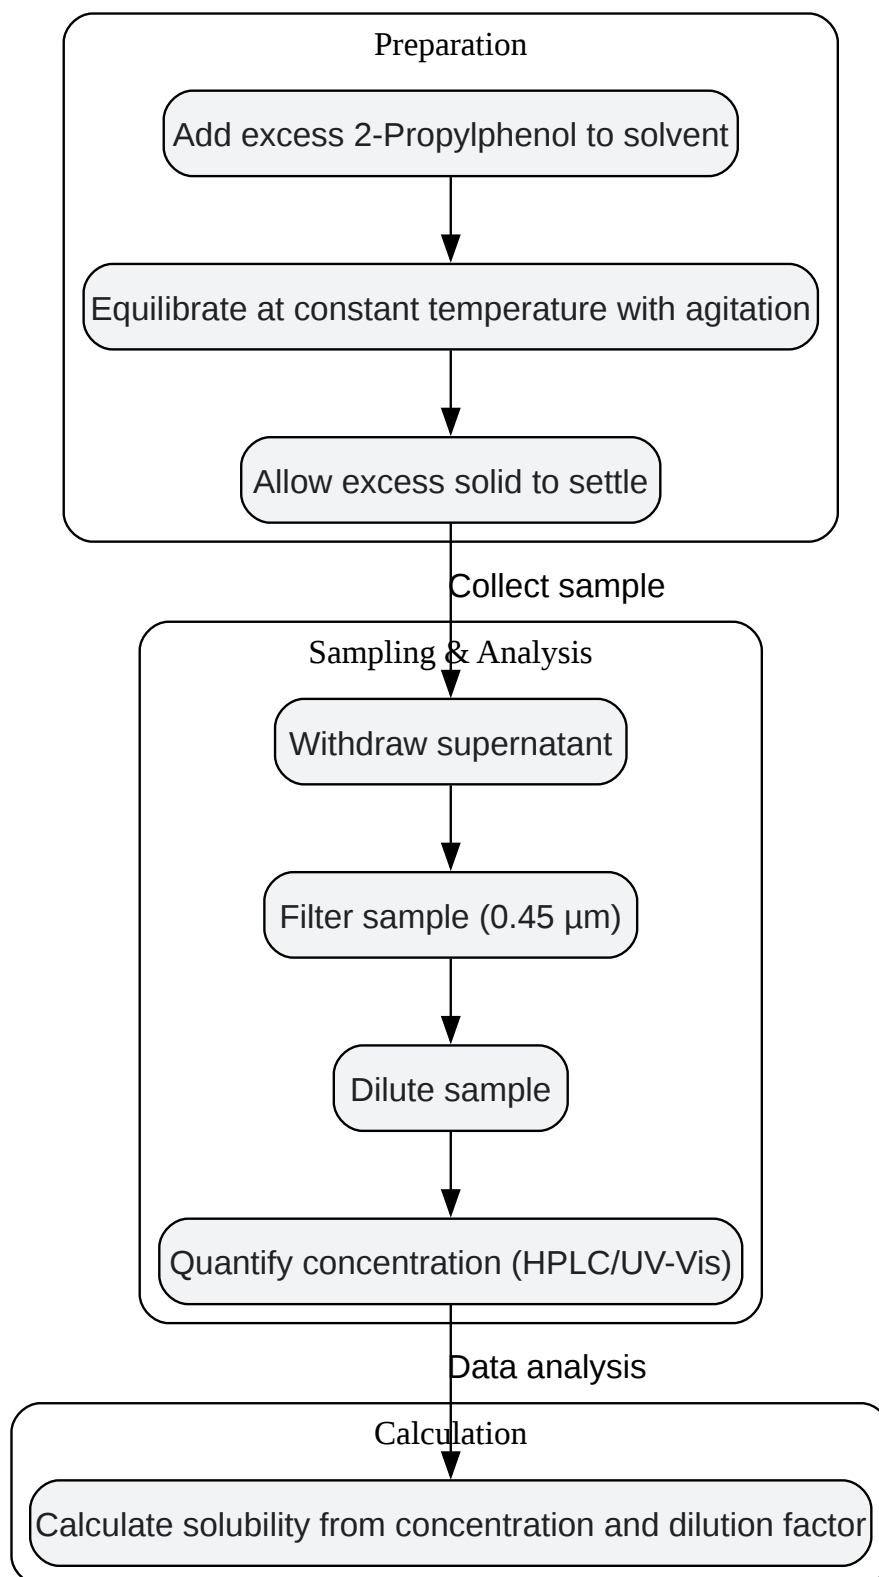 Preparation
Add excess 2-Propylphenol to solvent
Equilibrate at constant temperature with agitation
Allow excess solid to settle
Collect sample
Sampling & Analysis
Withdraw supernatant
Filter sample (0.45 µm)
Dilute sample
Quantify concentration (HPLC/UV-Vis)
Data analysis
Calculation
Calculate solubility from concentration and dilution factor